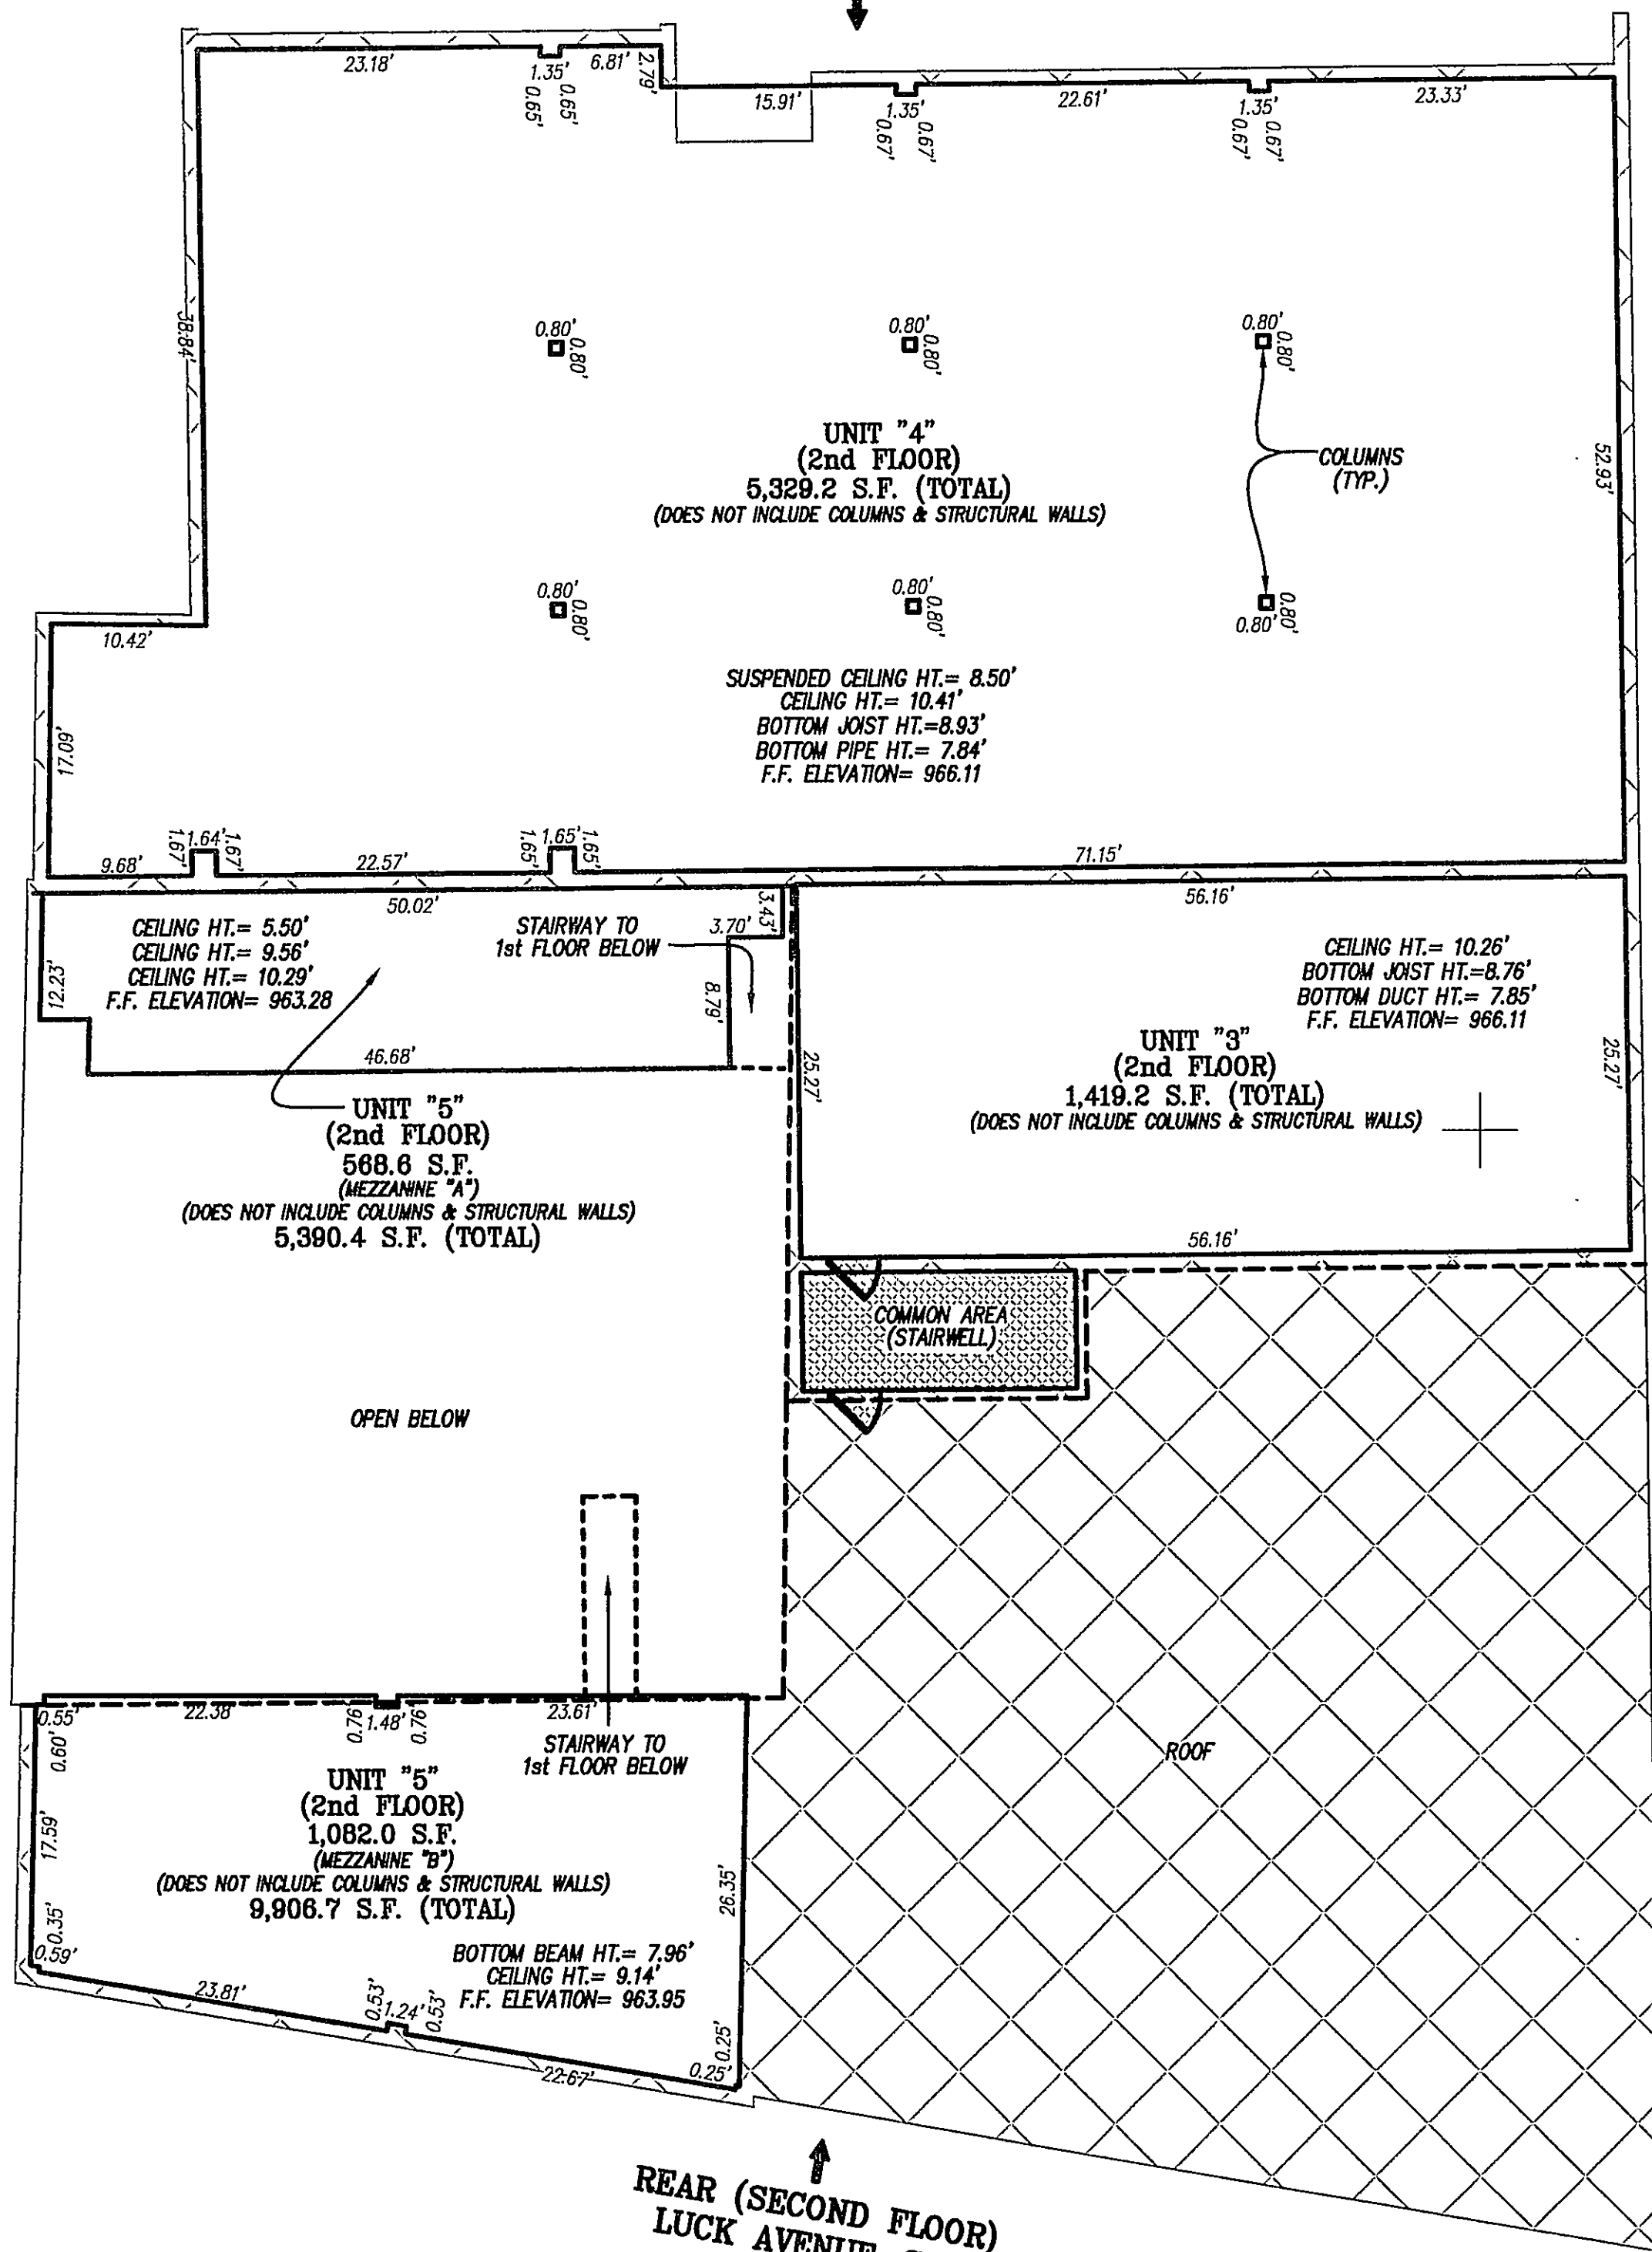 23.18'
1.35'
6.81'
2.79'
0.65'
0.65'
15.91'
1.35'
22.61'
1.35'
23.33'
0.67'
0.67'
0.67'
0.67'
38.84'
0.80'
0.80'
0.80'
0.80'
0.80'
0.80'
UNIT "4"
(2nd FLOOR)
5,329.2 S.F. (TOTAL)
(DOES NOT INCLUDE COLUMNS & STRUCTURAL WALLS)
COLUMNS
(TYP.)
52.93'
0.80'
0.80'
0.80'
0.80'
0.80'
0.80'
10.42'
SUSPENDED CEILING HT.= 8.50'
CEILING HT.= 10.41'
BOTTOM JOIST HT.=8.93'
BOTTOM PIPE HT.= 7.84'
F.F. ELEVATION= 966.11
17.09'
9.68'
1.67'
1.64'
1.67'
22.57'
1.65'
1.65'
1.65'
71.15'
50.02'
56.16'
CEILING HT.= 5.50'
CEILING HT.= 9.56'
CEILING HT.= 10.29'
F.F. ELEVATION= 963.28
12.23'
STAIRWAY TO
1st FLOOR BELOW
3.43'
3.70'
8.79'
46.68'
CEILING HT.= 10.26'
BOTTOM JOIST HT.=8.76'
BOTTOM DUCT HT.= 7.85'
F.F. ELEVATION= 966.11
UNIT "3"
(2nd FLOOR)
1,419.2 S.F. (TOTAL)
(DOES NOT INCLUDE COLUMNS & STRUCTURAL WALLS)
25.27'
25.27'
56.16'
UNIT "5"
(2nd FLOOR)
568.6 S.F.
(MEZZANINE "A")
(DOES NOT INCLUDE COLUMNS & STRUCTURAL WALLS)
5,390.4 S.F. (TOTAL)
COMMON AREA
(STAIRWELL)
OPEN BELOW
0.55'
22.38
0.76'
1.48'
0.76'
23.61'
0.60'
STAIRWAY TO
1st FLOOR BELOW
ROOF
UNIT "5"
(2nd FLOOR)
1,082.0 S.F.
(MEZZANINE "B")
(DOES NOT INCLUDE COLUMNS & STRUCTURAL WALLS)
9,906.7 S.F. (TOTAL)
17.59'
26.35'
0.35'
0.59'
BOTTOM BEAM HT.= 7.96'
CEILING HT.= 9.14'
F.F. ELEVATION= 963.95
23.81'
0.53'
1.24'
0.53'
22.67'
0.25'
0.25'
REAR (SECOND FLOOR)
LUCK AVENUE